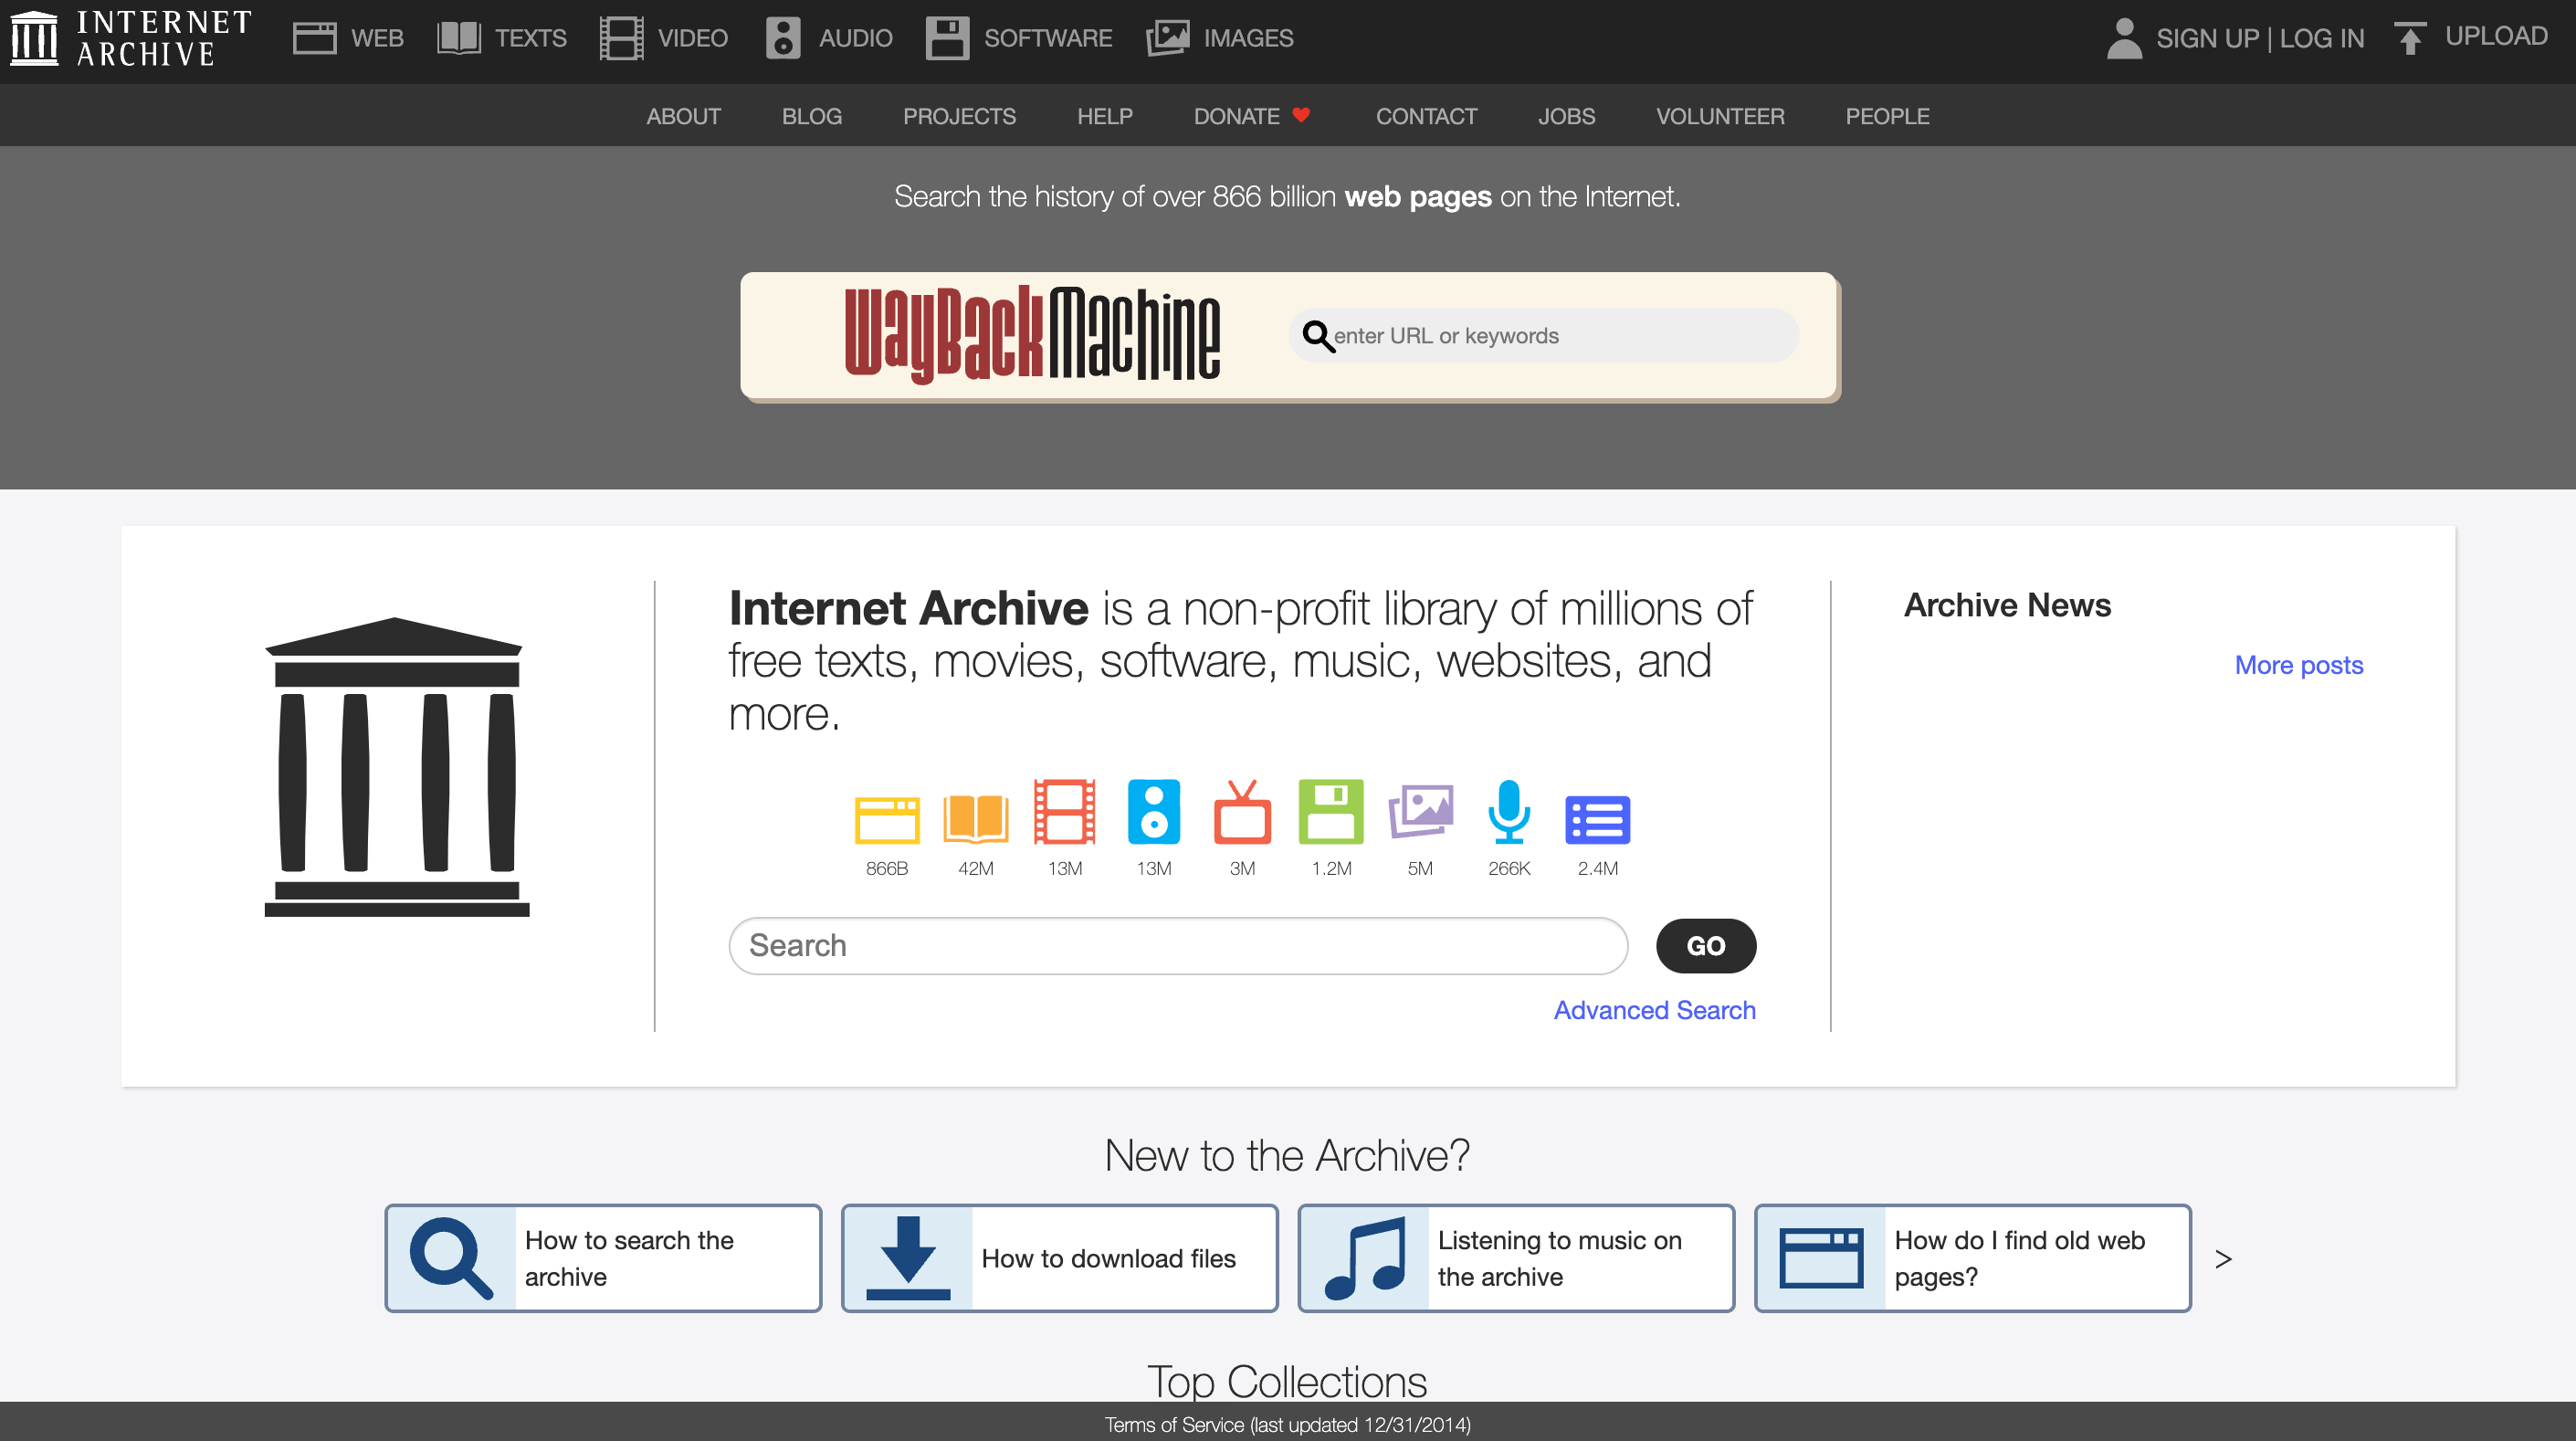 INTERNET
ARCHIVE
WEB
TEXTS
VIDEO
AUDIO
SOFTWARE
IMAGES
SIGN UP | LOG IN
UPLOAD
ABOUT
BLOG
PROJECTS
HELP
DONATE
CONTACT
JOBS
VOLUNTEER
PEOPLE
Search the history of over 866 billion web pages on the Internet.
WayBackMachine
enter URL or keywords
Internet Archive is a non-profit library of millions of
free texts, movies, software, music, websites, and
more.
866B
42M
13M
13M
3M
1.2M
5M
266K
2.4M
Search
GO
Advanced Search
Archive News
More posts
New to the Archive?
How to search the
archive
How to download files
Listening to music on
the archive
How do I find old web
pages?
>
Top Collections
Terms of Service (last updated 12/31/2014)